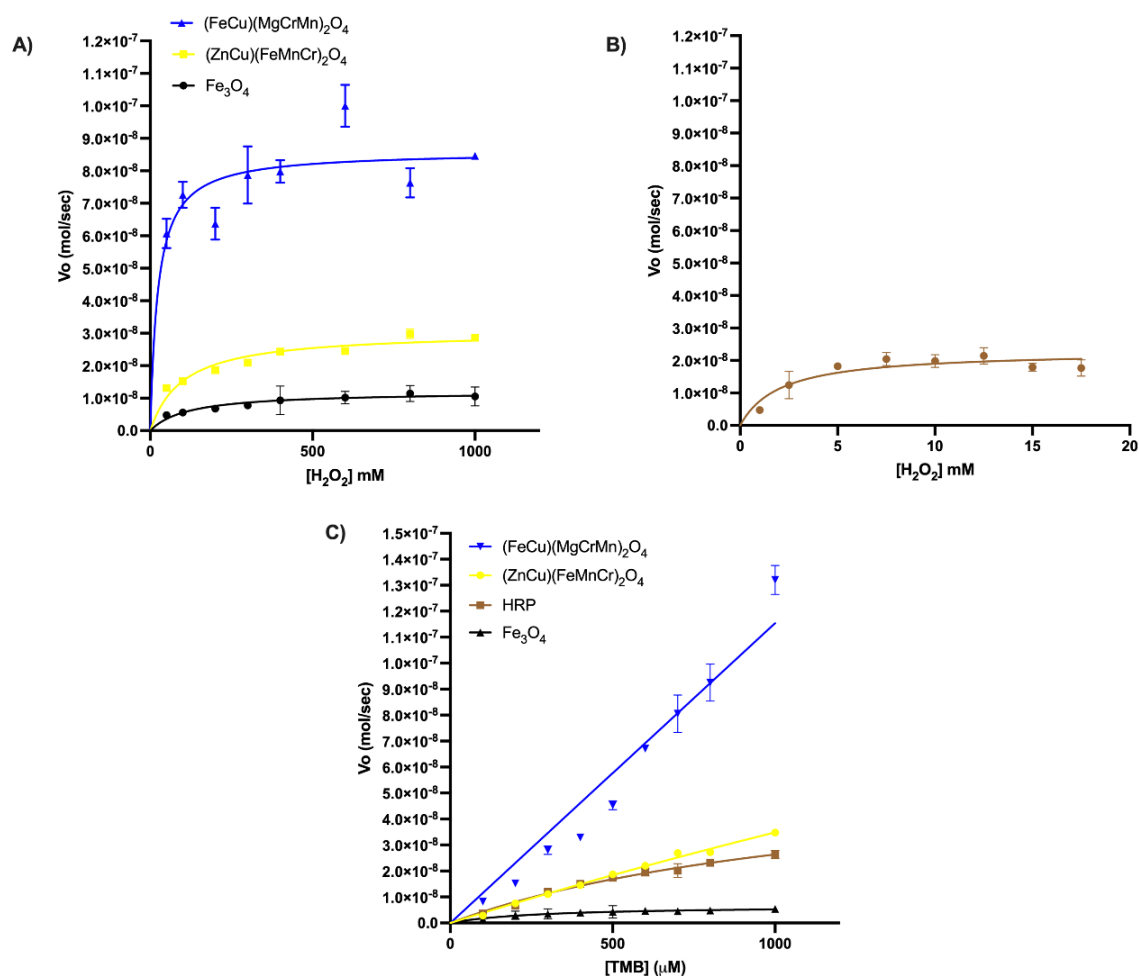 A)
(FeCu)(MgCrMn)₂O₄
(ZnCu)(FeMnCr)₂O₄
Fe₃O₄
Vo (mol/sec)
1.2×10⁻⁷
1.1×10⁻⁷
1.0×10⁻⁷
9.0×10⁻⁸
8.0×10⁻⁸
7.0×10⁻⁸
6.0×10⁻⁸
5.0×10⁻⁸
4.0×10⁻⁸
3.0×10⁻⁸
2.0×10⁻⁸
1.0×10⁻⁸
0.0
0 500 1000
[H₂O₂] mM
B)
Vo (mol/sec)
1.2×10⁻⁷
1.1×10⁻⁷
1.0×10⁻⁷
9.0×10⁻⁸
8.0×10⁻⁸
7.0×10⁻⁸
6.0×10⁻⁸
5.0×10⁻⁸
4.0×10⁻⁸
3.0×10⁻⁸
2.0×10⁻⁸
1.0×10⁻⁸
0.0
0 5 10 15 20
[H₂O₂] mM
C)
(FeCu)(MgCrMn)₂O₄
(ZnCu)(FeMnCr)₂O₄
HRP
Fe₃O₄
Vo (mol/sec)
1.5×10⁻⁷
1.4×10⁻⁷
1.3×10⁻⁷
1.2×10⁻⁷
1.1×10⁻⁷
1.0×10⁻⁷
9.0×10⁻⁸
8.0×10⁻⁸
7.0×10⁻⁸
6.0×10⁻⁸
5.0×10⁻⁸
4.0×10⁻⁸
3.0×10⁻⁸
2.0×10⁻⁸
1.0×10⁻⁸
0.0
0 500 1000
[TMB] (μM)